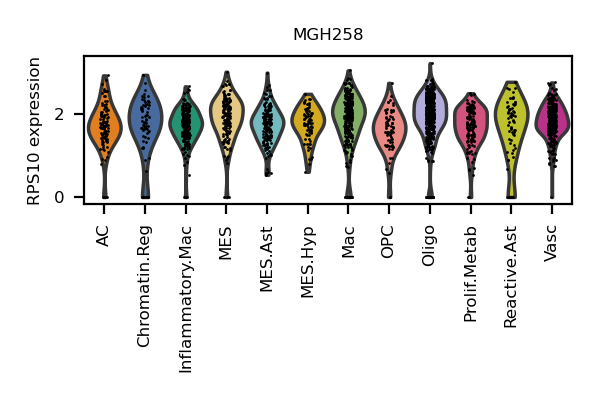 MGH258
RPS10 expression
2
0
AC
Chromatin.Reg
Inflammatory.Mac
MES
MES.Ast
MES.Hyp
Mac
OPC
Oligo
Prolif.Metab
Reactive.Ast
Vasc